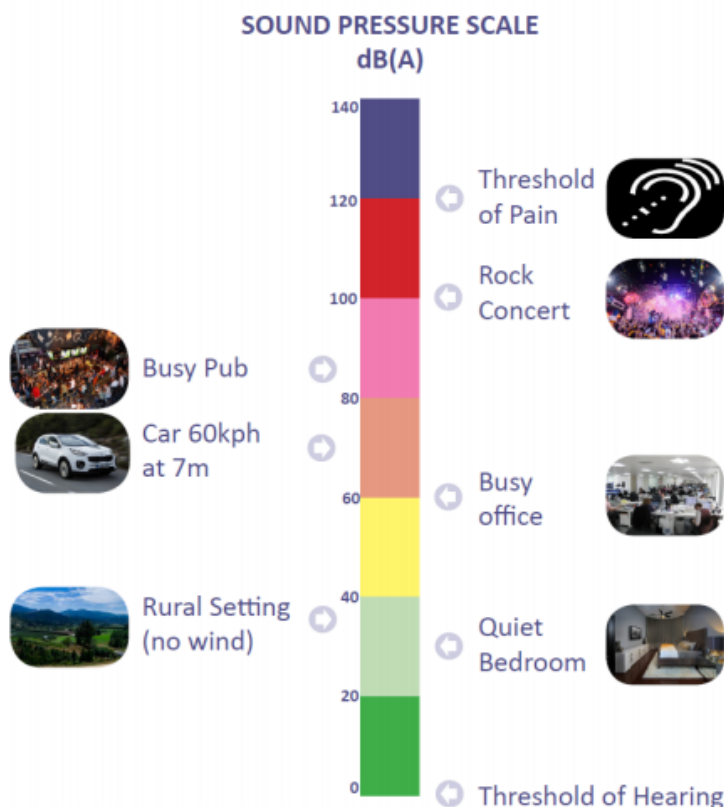 SOUND PRESSURE SCALE
dB(A)
140
Threshold
of Pain
120
Rock
Concert
100
Busy Pub
80
Car 60kph
at 7m
Busy
office
60
40
Rural Setting
(no wind)
Quiet
Bedroom
20
0
Threshold of Hearing